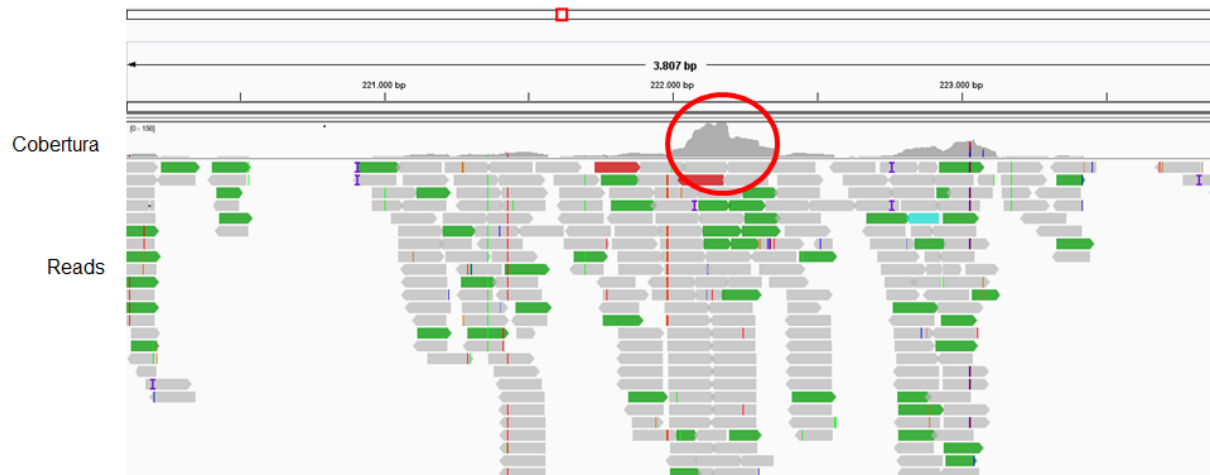 3.807 bp
221.000 bp
222.000 bp
223.000 bp
[0 - 156]
Cobertura
Reads